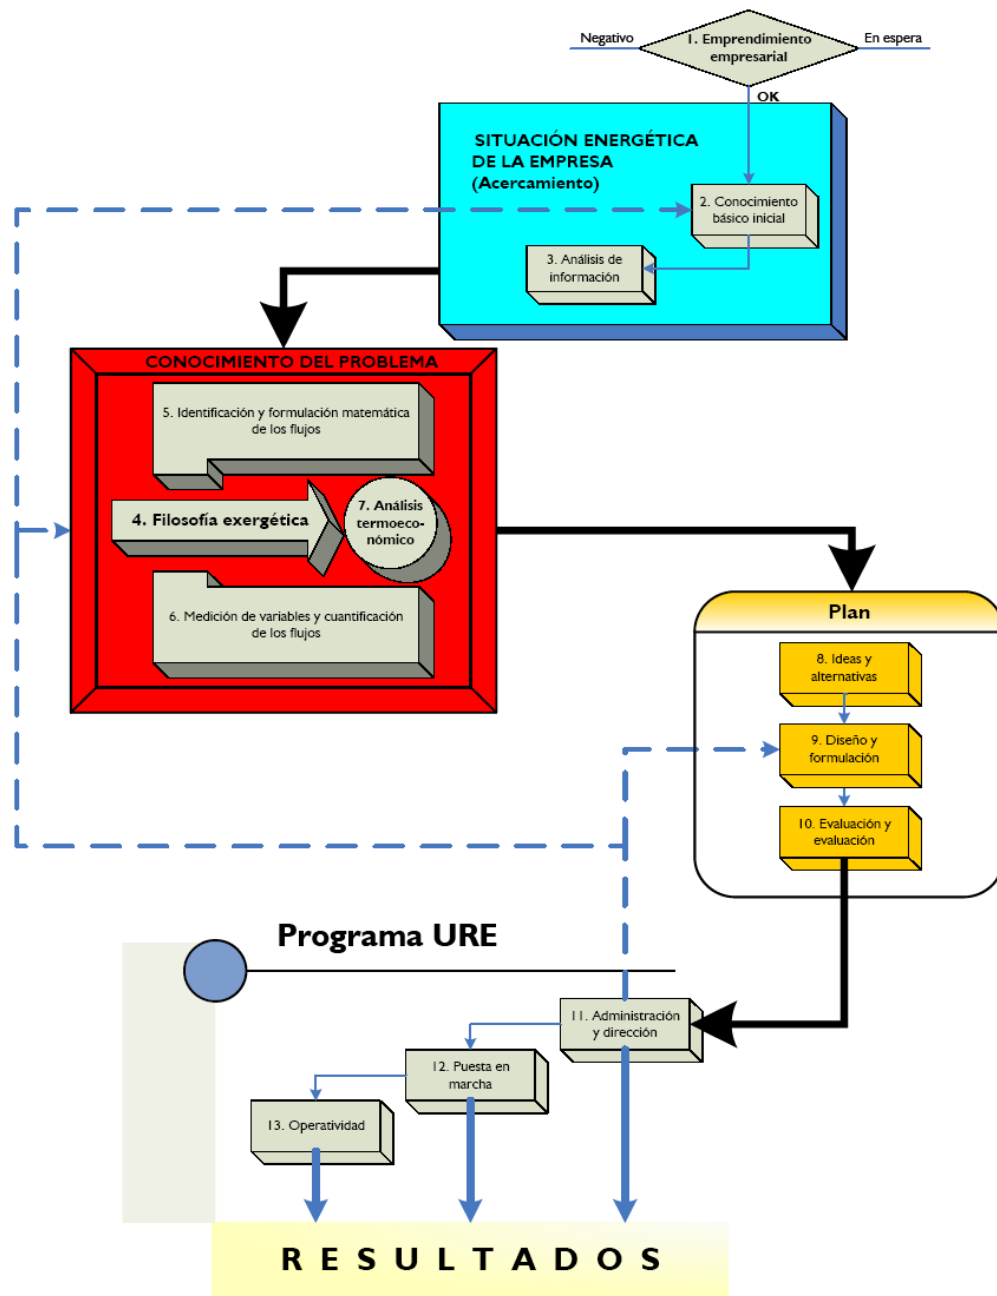 Negativo
1. Emprendimiento
empresarial
En espera
OK
SITUACIÓN ENERGÉTICA
DE LA EMPRESA
(Acercamiento)
2. Conocimiento
básico inicial
3. Análisis de
información
CONOCIMIENTO DEL PROBLEMA
5. Identificación y formulación matemática
de los flujos
4. Filosofía exergética
7. Análisis
termoeco-
nómico
6. Medición de variables y cuantificación
de los flujos
Plan
8. Ideas y
alternativas
9. Diseño y
formulación
10. Evaluación y
evaluación
Programa URE
11. Administración
y dirección
12. Puesta en
marcha
13. Operatividad
RESULTADOS